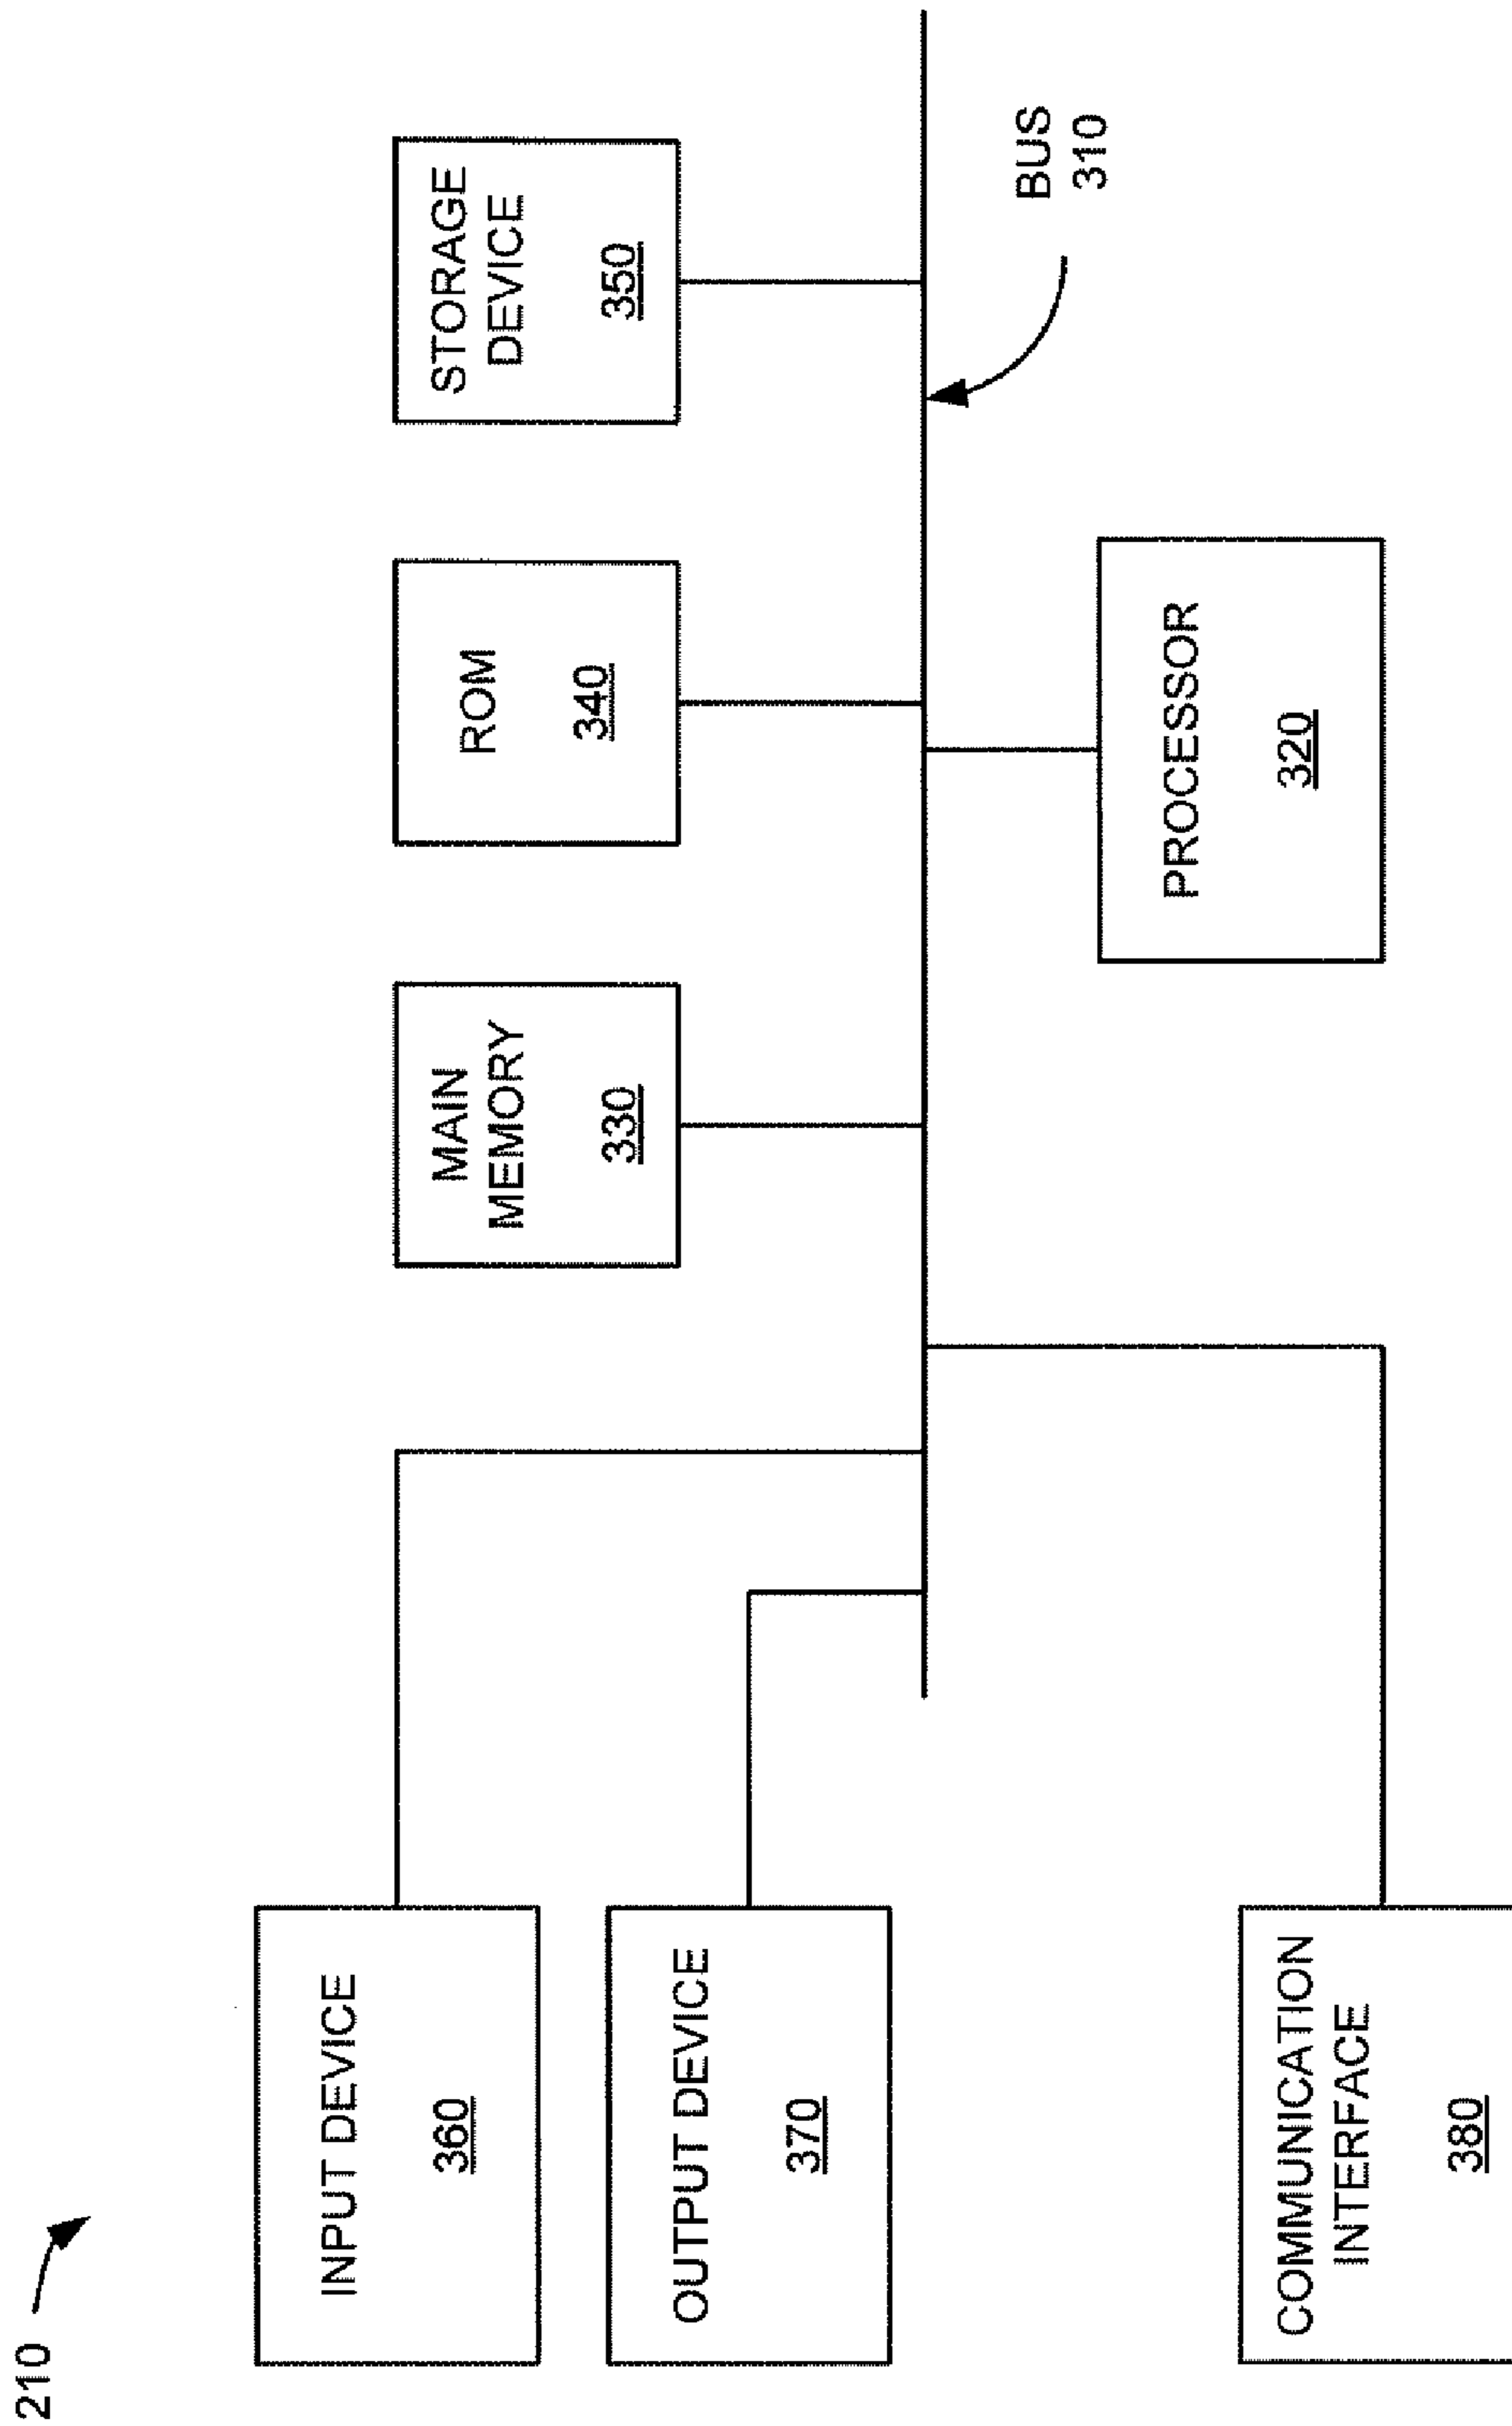 210
INPUT DEVICE
360
OUTPUT DEVICE
370
COMMUNICATION
INTERFACE
380
MAIN
MEMORY
330
ROM
340
STORAGE
DEVICE
350
PROCESSOR
320
BUS
310